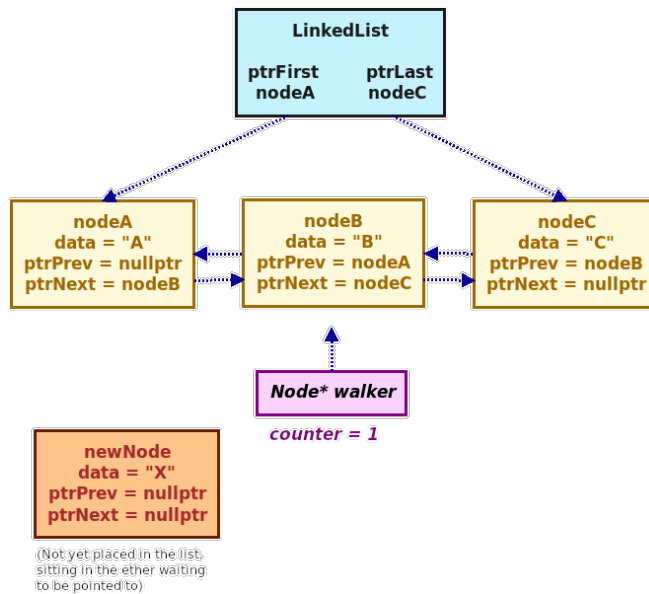 LinkedList
ptrFirst ptrLast
nodeA nodeC
nodeA
data = "A"
ptrPrev = nullptr
ptrNext = nodeB
nodeB
data = "B"
ptrPrev = nodeA
ptrNext = nodeC
nodeC
data = "C"
ptrPrev = nodeB
ptrNext = nullptr
Node* walker
counter = 1
newNode
data = "X"
ptrPrev = nullptr
ptrNext = nullptr
(Not yet placed in the list,
sitting in the ether waiting
to be pointed to)